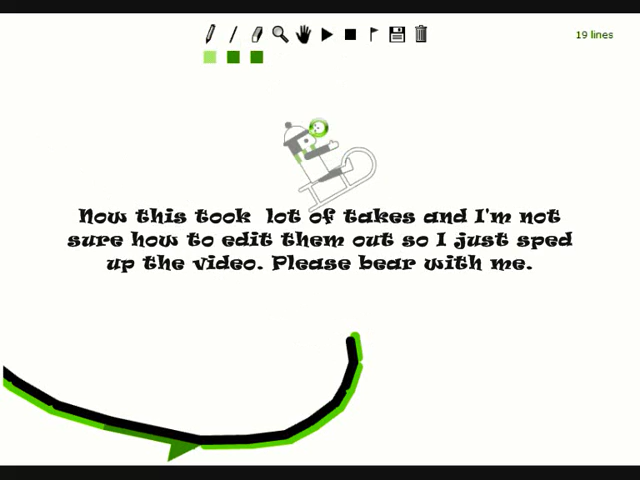 19 lines
Now this took lot of takes and I'm not
sure how to edit them out so I just sped
up the video. Please bear with me.